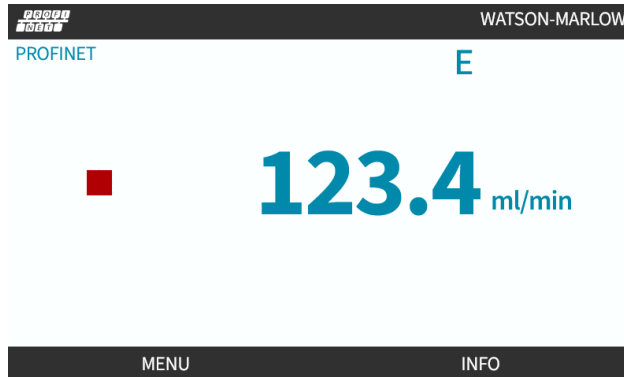 PROFI
NET
WATSON-MARLOW
PROFINET
E
123.4 ml/min
MENU INFO